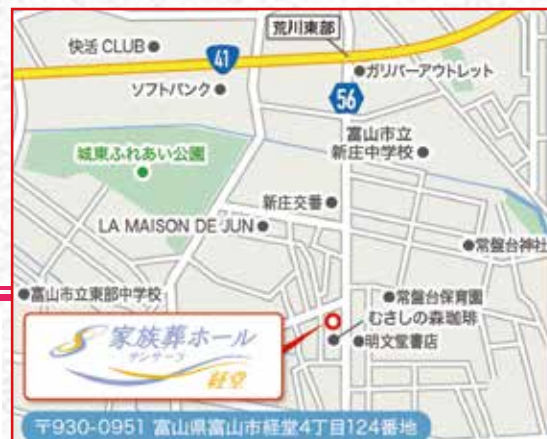 荒川東部
快活CLUB
41
ガリバーアウトレット
ソフトバンク
56
富山市立
新庄中学校
城東ふれあい公園
新庄交番
LA MAISON DE JUN
常盤台神社
富山市立東部中学校
常盤台保育園
むさしの森珈琲
明文堂書店
家族葬ホール
サンサーラ
経堂
〒930-0951 富山県富山市経堂4丁目124番地